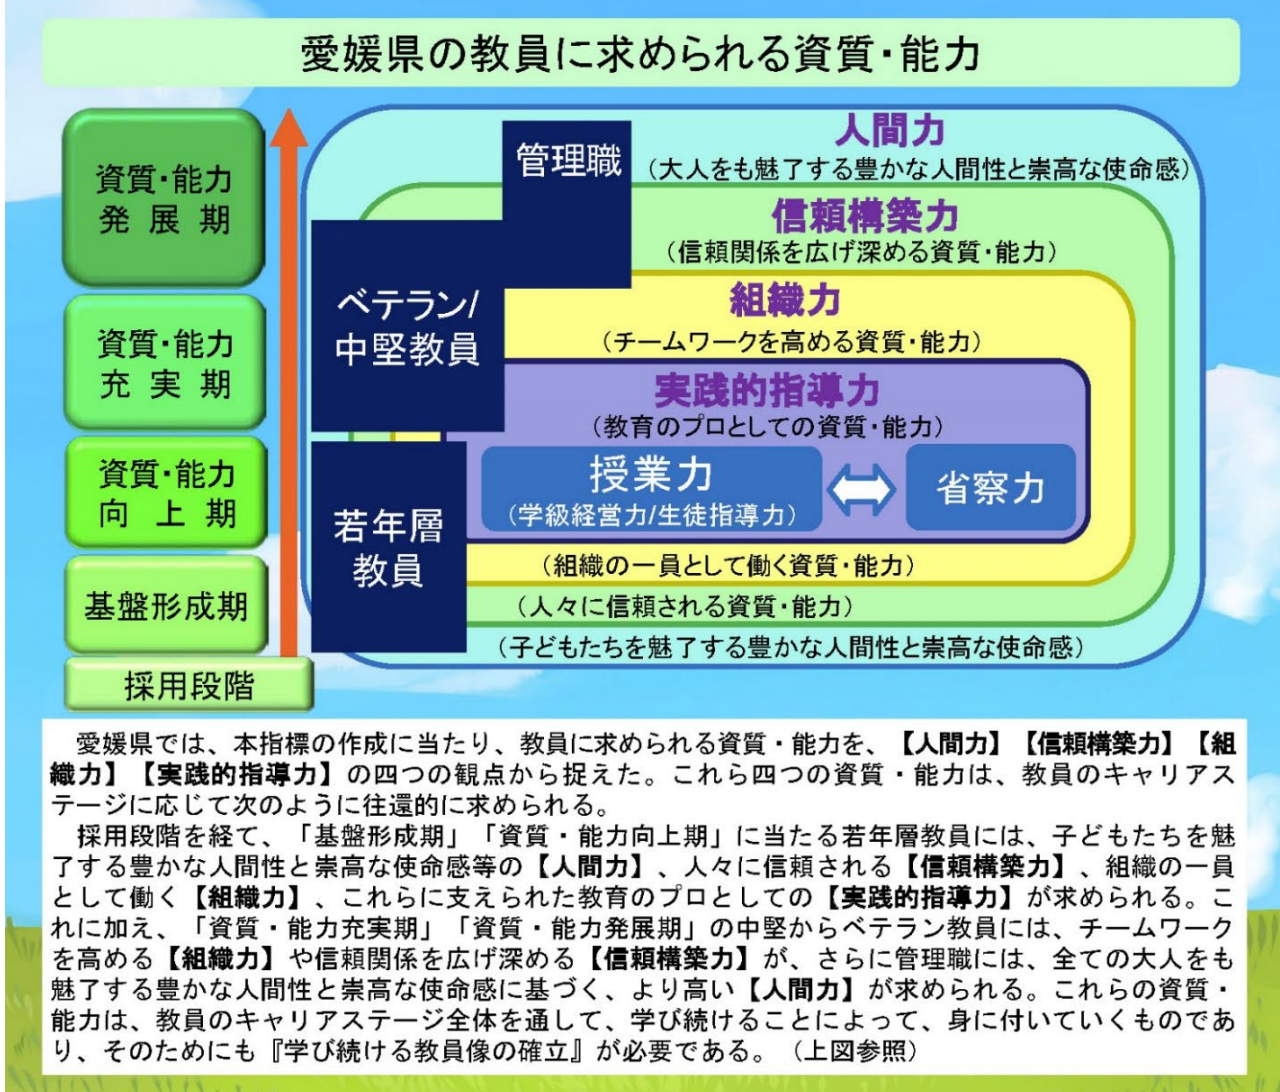 愛媛県の教員に求められる資質・能力
資質・能力
発展期
資質・能力
充実期
資質・能力
向上期
基盤形成期
採用段階
管理職
ベテラン/
中堅教員
若年層
教員
人間力
（大人をも魅了する豊かな人間性と崇高な使命感）
信頼構築力
（信頼関係を広げ深める資質・能力）
組織力
（チームワークを高める資質・能力）
実践的指導力
（教育のプロとしての資質・能力）
授業力
（学級経営力/生徒指導力）
省察力
（組織の一員として働く資質・能力）
（人々に信頼される資質・能力）
（子どもたちを魅了する豊かな人間性と崇高な使命感）
愛媛県では、本指標の作成に当たり、教員に求められる資質・能力を、【人間力】【信頼構築力】【組
織力】【実践的指導力】の四つの観点から捉えた。これら四つの資質・能力は、教員のキャリアス
テージに応じて次のように往還的に求められる。
採用段階を経て、「基盤形成期」「資質・能力向上期」に当たる若年層教員には、子どもたちを魅
了する豊かな人間性と崇高な使命感等の【人間力】、人々に信頼される【信頼構築力】、組織の一員
として働く【組織力】、これらに支えられた教育のプロとしての【実践的指導力】が求められる。こ
れに加え、「資質・能力充実期」「資質・能力発展期」の中堅からベテラン教員には、チームワーク
を高める【組織力】や信頼関係を広げ深める【信頼構築力】が、さらに管理職には、全ての大人をも
魅了する豊かな人間性と崇高な使命感に基づく、より高い【人間力】が求められる。これらの資質・
能力は、教員のキャリアステージ全体を通して、学び続けることによって、身に付いていくものであ
り、そのためにも『学び続ける教員像の確立』が必要である。（上図参照）